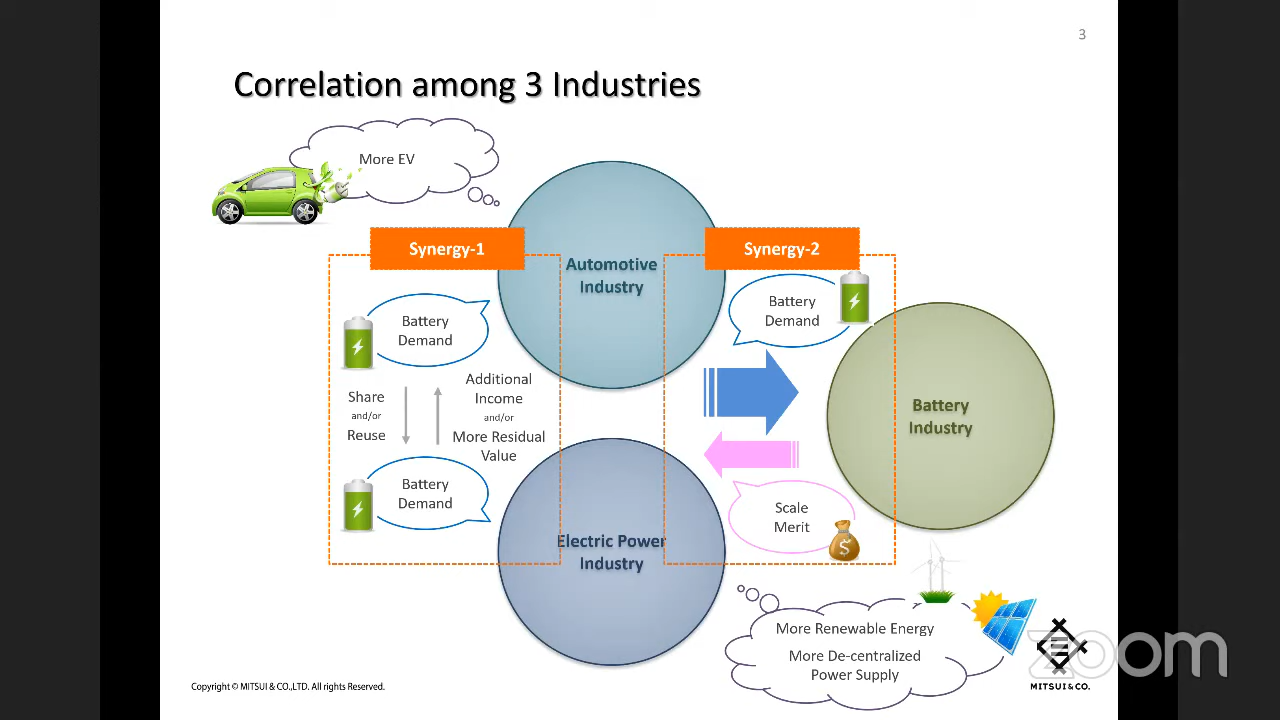 3
Correlation among 3 Industries
More EV
Synergy-1
Synergy-2
Automotive
Industry
Battery
Demand
Battery
Demand
Share
and/or
Reuse
Additional
Income
and/or
More Residual
Value
Battery
Industry
Battery
Demand
Scale
Merit
$
Electric Power
Industry
More Renewable Energy
More De-centralized
Power Supply
zoom
MITSUI & CO.
Copyright © MITSUI & CO.,LTD. All rights Reserved.